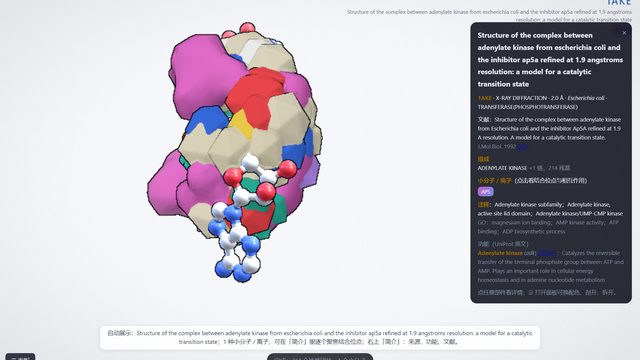 1AKE
Structure of the complex between adenylate kinase from escherichia coli and the inhibitor ap5a refined at 1.9 angstroms
resolution: a model for a catalytic transition state
Structure of the complex between
adenylate kinase from escherichia coli and
the inhibitor ap5a refined at 1.9 angstroms
resolution: a model for a catalytic
transition state
1AKE · X-RAY DIFFRACTION · 2.0 Å · Escherichia coli ·
TRANSFERASE(PHOSPHOTRANSFERASE)
文献: Structure of the complex between adenylate kinase
from Escherichia coli and the inhibitor Ap5A refined at 1.9
A resolution. A model for a catalytic transition state.
J.Mol.Biol. 1992
组成
ADENYLATE KINASE ×1 链, 214 残基
小分子 / 离子 (点击看结合位点与相互作用)
AP5
注释: Adenylate kinase subfamily; Adenylate kinase,
active site lid domain; Adenylate kinase/UMP-CMP kinase
GO: magnesium ion binding; AMP kinase activity; ATP
binding; ADP biosynthetic process
功能 (UniProt 原文)
Adenylate kinase (adk) Catalyzes the reversible
transfer of the terminal phosphate group between ATP and
AMP. Plays an important role in cellular energy
homeostasis and in adenine nucleotide metabolism
自动展示: Structure of the complex between adenylate kinase from escherichia coli and the inhibitor ap5a refined at 1.9 angstroms resolution: a model for a catalytic
transition state; 1 种小分子 / 离子, 可在「简介」里逐个聚焦结合位点; 右上「简介」: 来源、功能、文献。